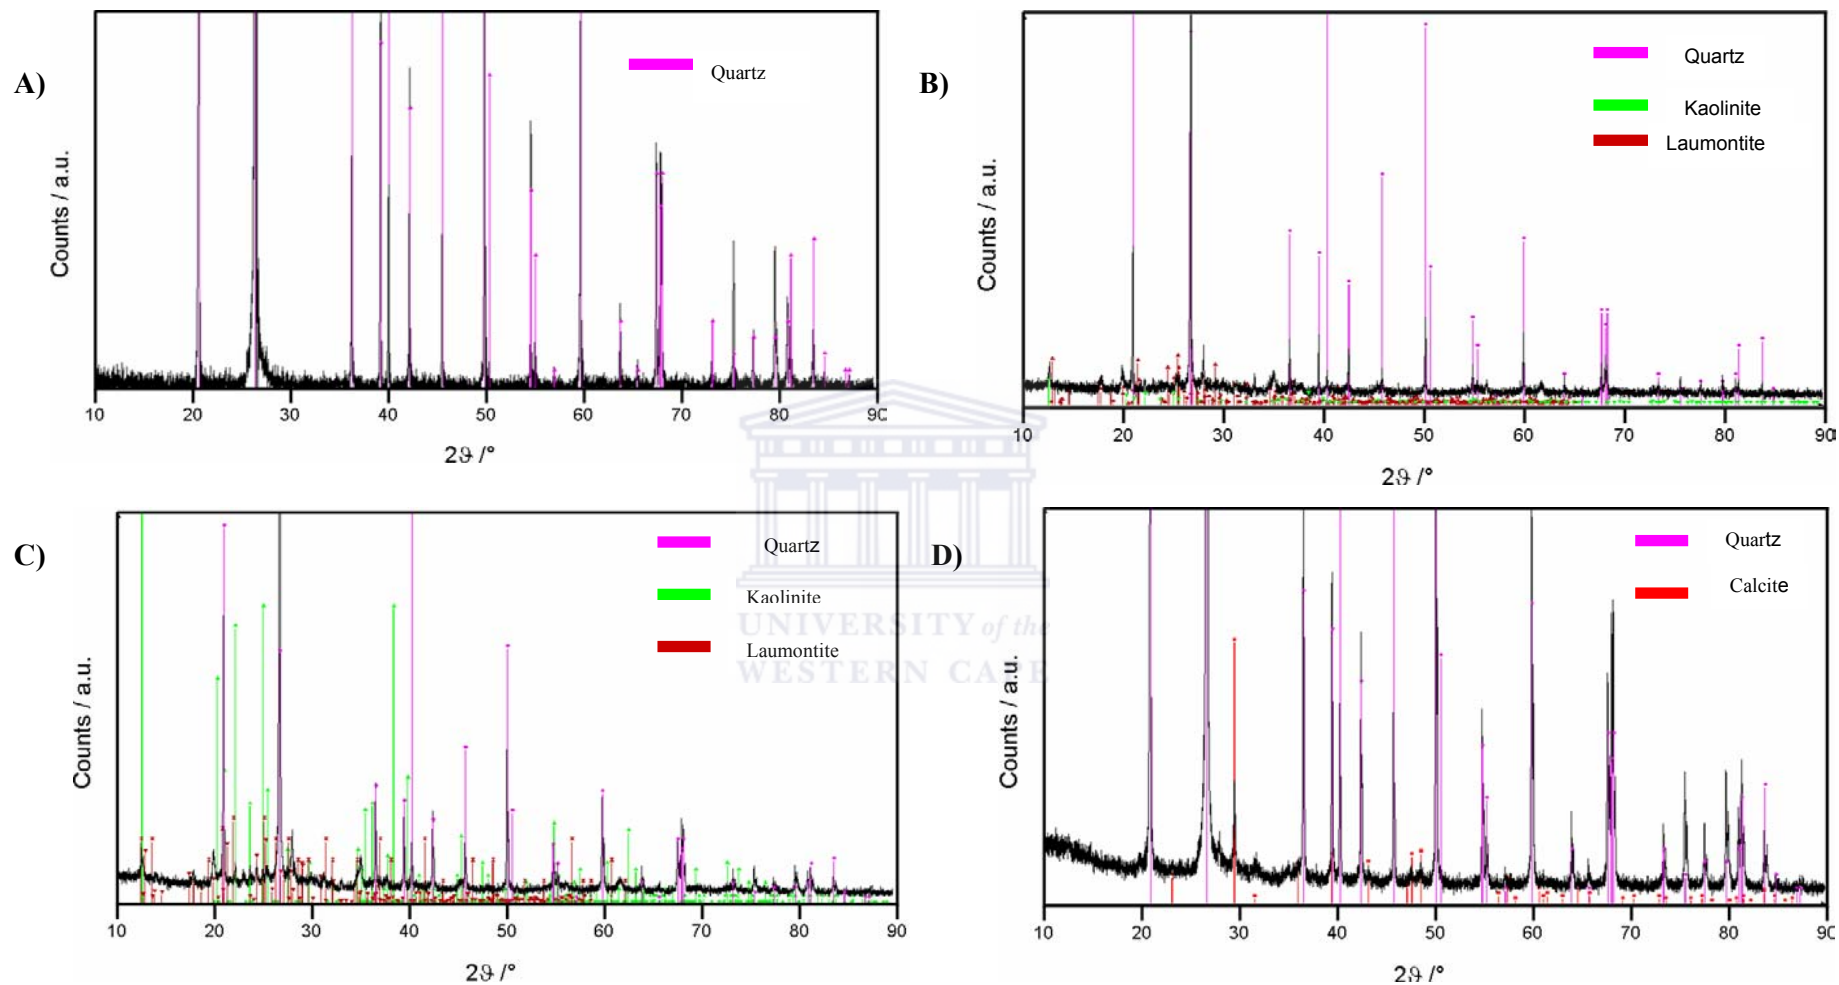 A)
Quartz
Counts / a.u.
10 20 30 40 50 60 70 80 90
2ϑ /°
B)
Quartz
Kaolinite
Laumontite
Counts / a.u.
10 20 30 40 50 60 70 80 90
2ϑ /°
C)
Quartz
Kaolinite
Laumontite
Counts / a.u.
10 20 30 40 50 60 70 80 90
2ϑ /°
D)
Quartz
Calcite
Counts / a.u.
10 20 30 40 50 60 70 80 90
2ϑ /°
UNIVERSITY of the
WESTERN CAPE